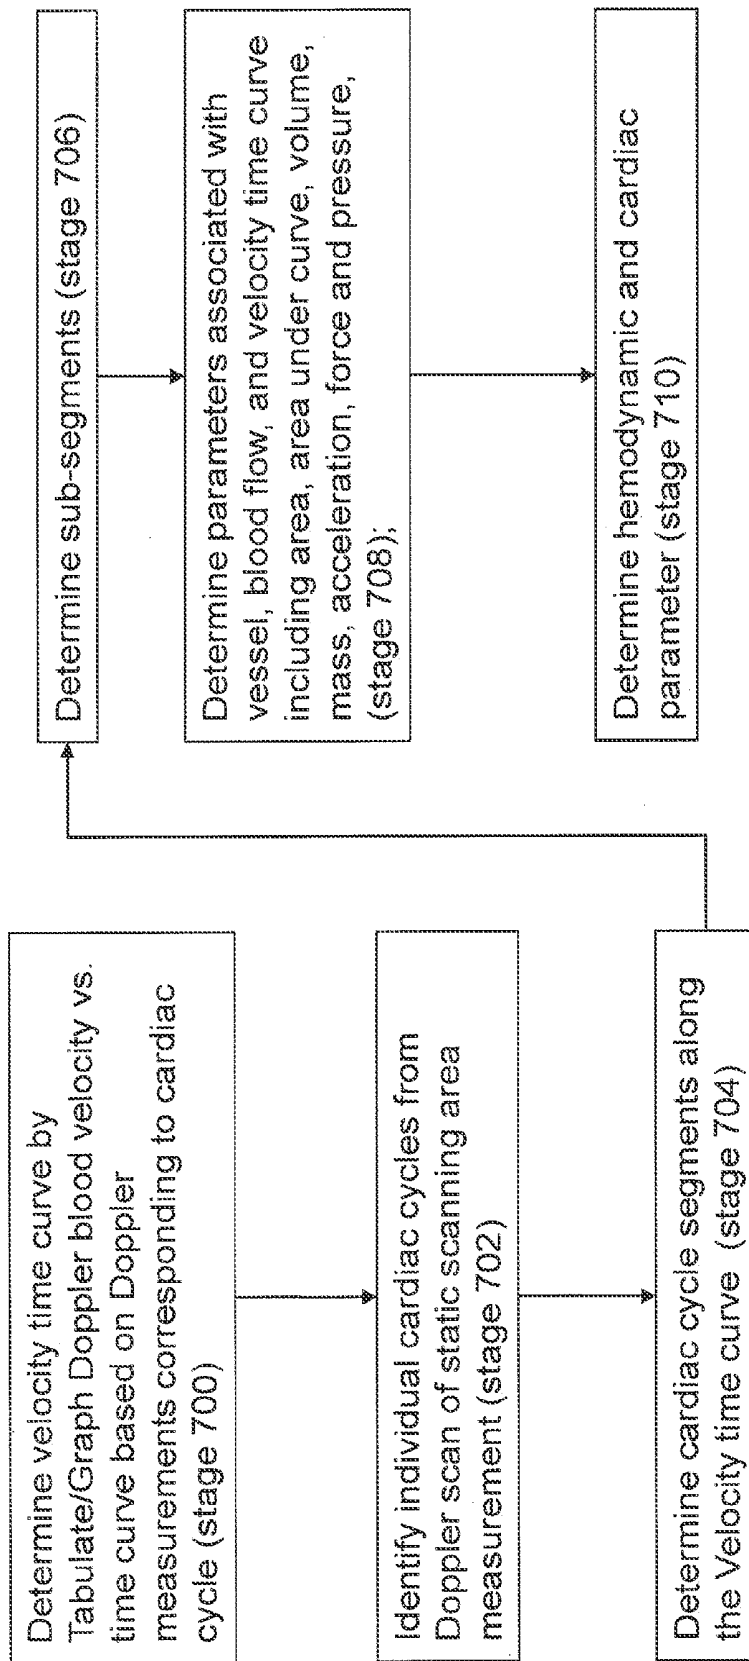 Determine velocity time curve by
Tabulate/Graph Doppler blood velocity vs.
time curve based on Doppler
measurements corresponding to cardiac
cycle (stage 700)
Identify individual cardiac cycles from
Doppler scan of static scanning area
measurement (stage 702)
Determine cardiac cycle segments along
the Velocity time curve (stage 704)
Determine sub-segments (stage 706)
Determine parameters associated with
vessel, blood flow, and velocity time curve
including area, area under curve, volume,
mass, acceleration, force and pressure,
(stage 708);
Determine hemodynamic and cardiac
parameter (stage 710)